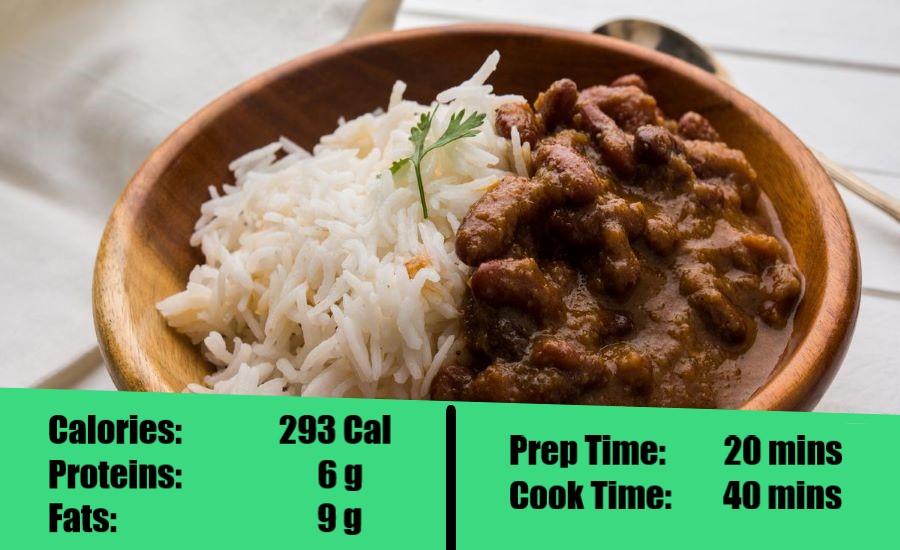 Calories: 293 Cal
Proteins: 6 g
Fats: 9 g
Prep Time: 20 mins
Cook Time: 40 mins